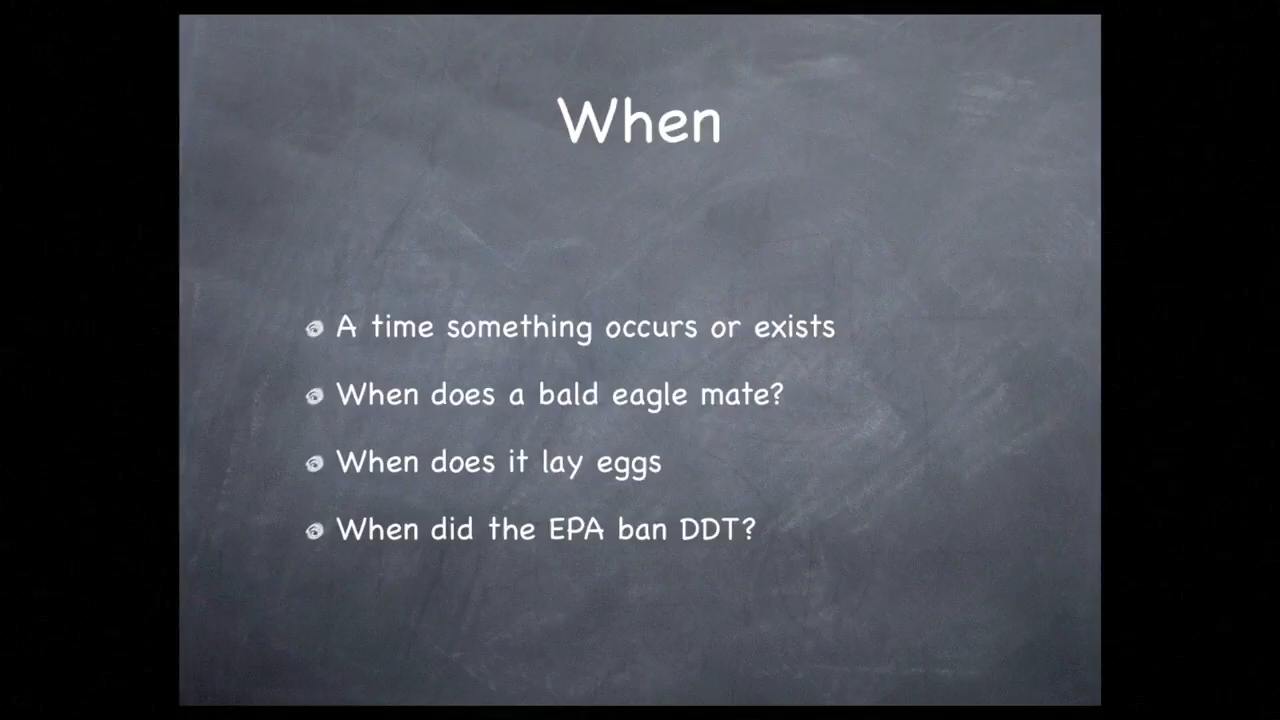 When
A time something occurs or exists
When does a bald eagle mate?
When does it lay eggs
When did the EPA ban DDT?